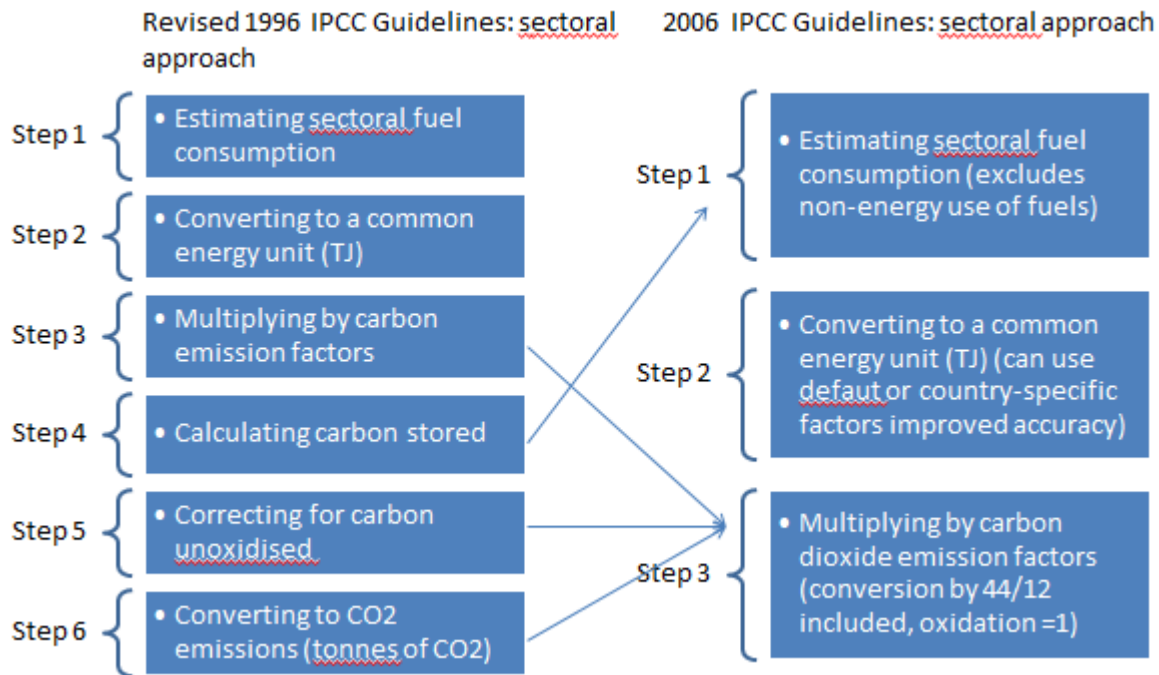 Revised 1996 IPCC Guidelines: sectoral
approach
Step 1
• Estimating sectoral fuel
consumption
Step 2
• Converting to a common
energy unit (TJ)
Step 3
• Multiplying by carbon
emission factors
Step 4
• Calculating carbon stored
Step 5
• Correcting for carbon
unoxidised
Step 6
• Converting to CO2
emissions (tonnes of CO2)
2006 IPCC Guidelines: sectoral approach
Step 1
• Estimating sectoral fuel
consumption (excludes
non-energy use of fuels)
Step 2
• Converting to a common
energy unit (TJ) (can use
defaut or country-specific
factors improved accuracy)
Step 3
• Multiplying by carbon
dioxide emission factors
(conversion by 44/12
included, oxidation =1)